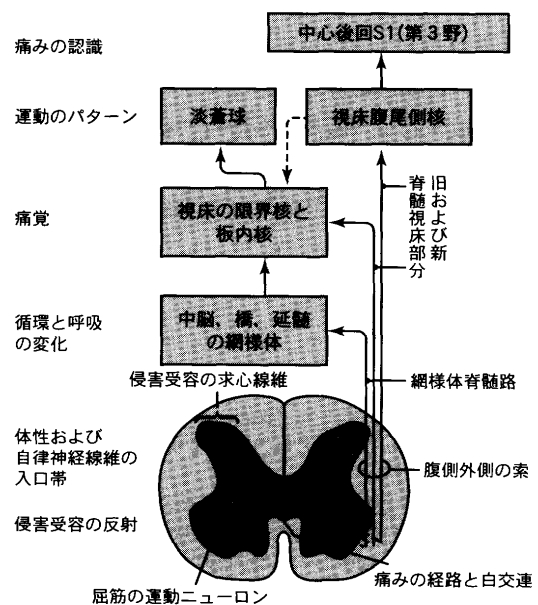 中心後回S1(第3野)
痛みの認識
運動のパターン
淡蒼球
視床腹尾側核
旧および新
脊髄視床部分
痛覚
視床の限界核と
板内核
循環と呼吸
の変化
中脳、橋、延髄
の網様体
侵害受容の求心線維
網様体脊髄路
体性および
自律神経線維の
入口帯
腹側外側の索
侵害受容の反射
痛みの経路と白交連
屈筋の運動ニューロン